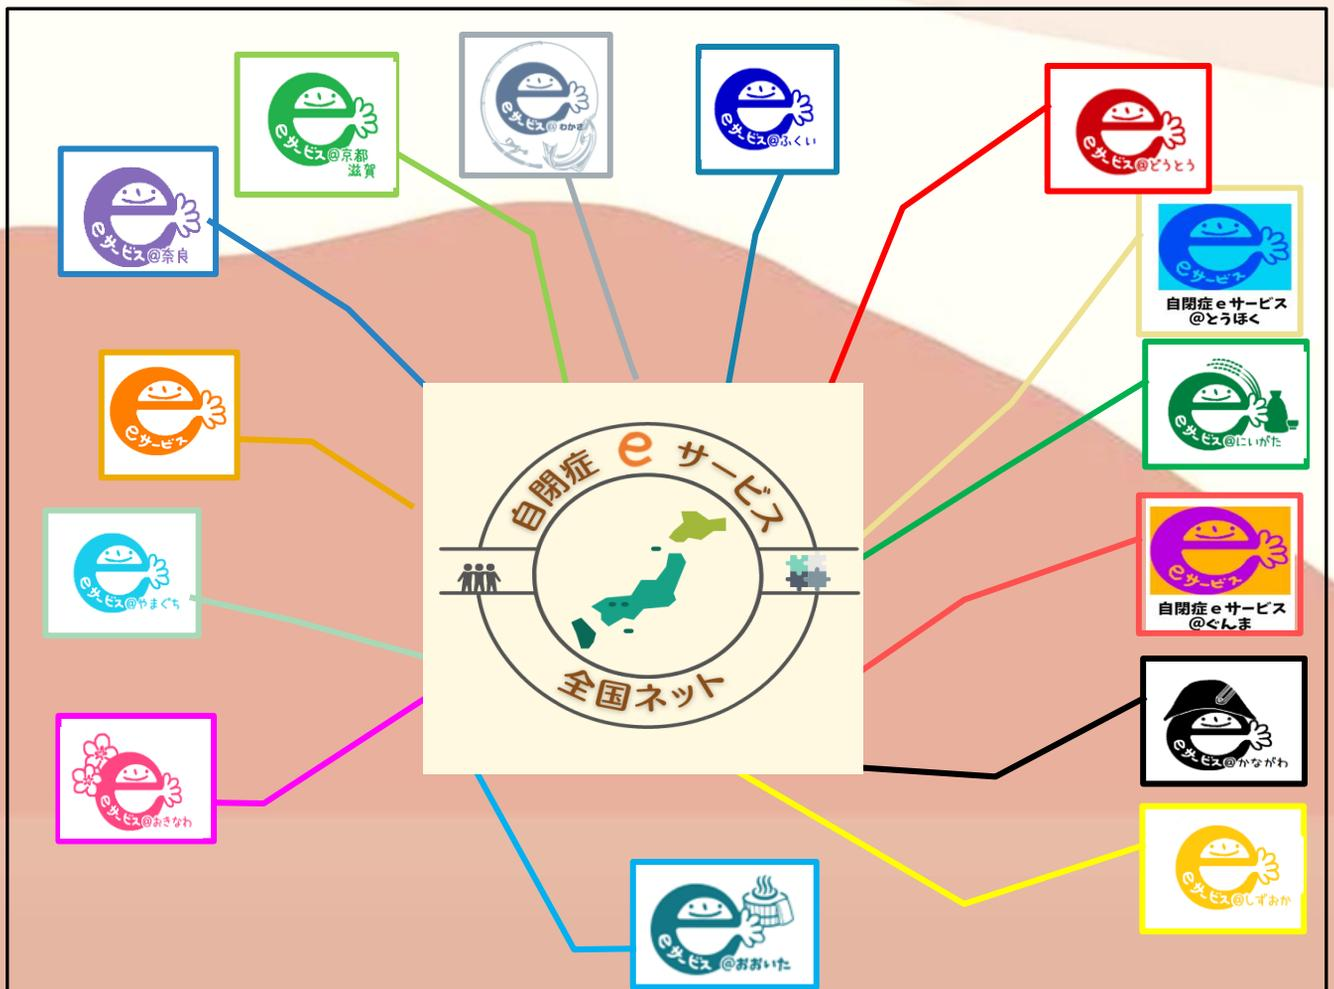 eサービス@京都
滋賀
eサービス@わかさ
eサービス@ふくい
eサービス@どうとう
eサービス@奈良
eサービス
自閉症eサービス
@とうほく
eサービス
eサービス@にいがた
自閉症 e サービス
全国ネット
eサービス@やまぐち
eサービス
自閉症eサービス
@ぐんま
eサービス@かながわ
eサービス@おきなわ
eサービス@しずおか
eサービス@おおいた